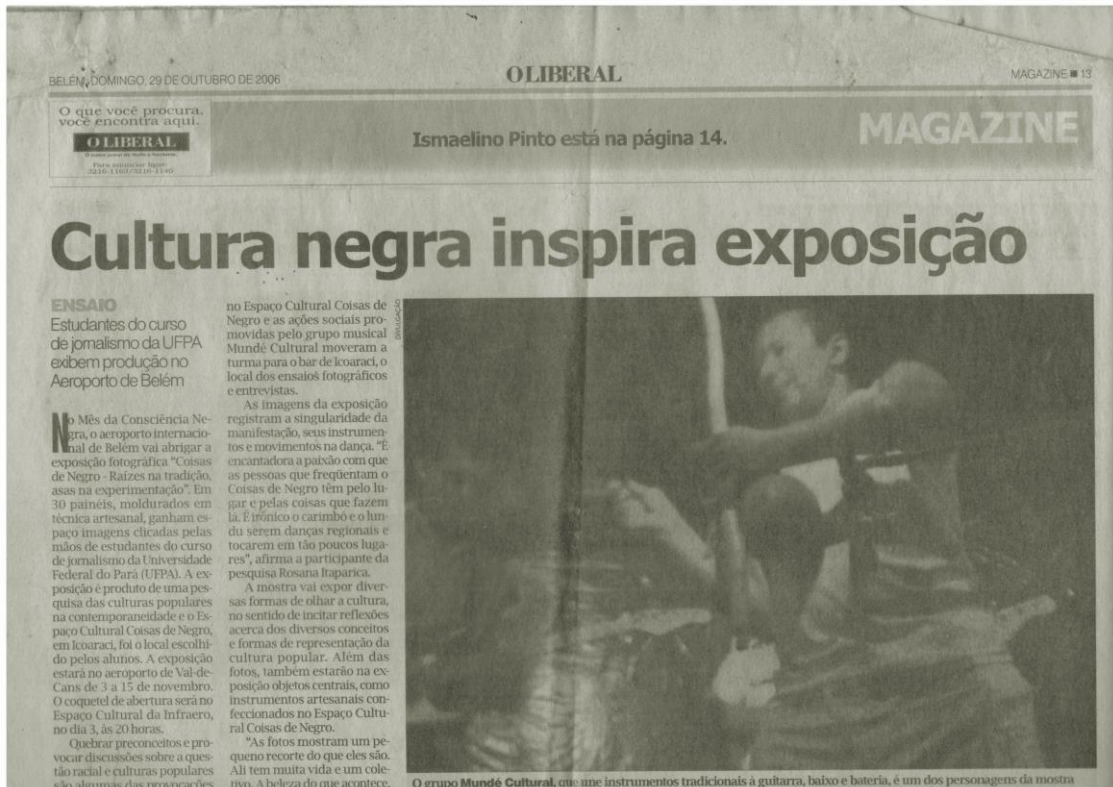 BELÉM, DOMINGO, 29 DE OUTUBRO DE 2006
O LIBERAL
MAGAZINE ■ 13
O que você procura,
você encontra aqui.
O LIBERAL
Para anunciar ligue
3216-1163/3216-1140
Ismaelino Pinto está na página 14.
MAGAZINE
Cultura negra inspira exposição
ENSAIO
Estudantes do curso
de jornalismo da UFPA
exibem produção no
Aeroporto de Belém
No Mês da Consciência Ne-
gra, o aeroporto internacio-
nal de Belém vai abrigar a
exposição fotográfica "Coisas
de Negro - Raízes na tradição,
asas na experimentação". Em
30 painéis, moldurados em
técnica artesanal, ganham es-
paço imagens clicadas pelas
mãos de estudantes do curso
de jornalismo da Universidade
Federal do Pará (UFPA). A ex-
posição é produto de uma pes-
quisa das culturas populares
na contemporaneidade e o Es-
paço Cultural Coisas de Negro,
em Icoaraci, foi o local escolhi-
do pelos alunos. A exposição
estará no aeroporto de Val-de-
Cans de 3 a 15 de novembro.
O coquetel de abertura será no
Espaço Cultural da Infraero,
no dia 3, às 20 horas.
Quebrar preconceitos e pro-
vocar discussões sobre a ques-
tão racial e culturas populares
são algumas das provocações
no Espaço Cultural Coisas de
Negro e as ações sociais pro-
movidas pelo grupo musical
Mundé Cultural moveram a
turma para o bar de Icoaraci, o
local dos ensaios fotográficos
e entrevistas.
As imagens da exposição
registram a singularidade da
manifestação, seus instrumen-
tos e movimentos na dança. "É
encantadora a paixão com que
as pessoas que freqüentam o
Coisas de Negro têm pelo lu-
gar e pelas coisas que fazem
lá. É irônico o carimbó e o lun-
du serem danças regionais e
tocarem em tão poucos luga-
res", afirma a participante da
pesquisa Rosana Itaparica.
A mostra vai expor diver-
sas formas de olhar a cultura,
no sentido de incitar reflexões
acerca dos diversos conceitos
e formas de representação da
cultura popular. Além das
fotos, também estarão na ex-
posição objetos centrais, como
instrumentos artesanais con-
feccionados no Espaço Cultu-
ral Coisas de Negro.
"As fotos mostram um pe-
queno recorte do que eles são.
Ali tem muita vida e um cole-
tivo. A beleza do que acontece,
DIVULGAÇÃO
O grupo Mundé Cultural, que une instrumentos tradicionais à guitarra, baixo e bateria, é um dos personagens da mostra